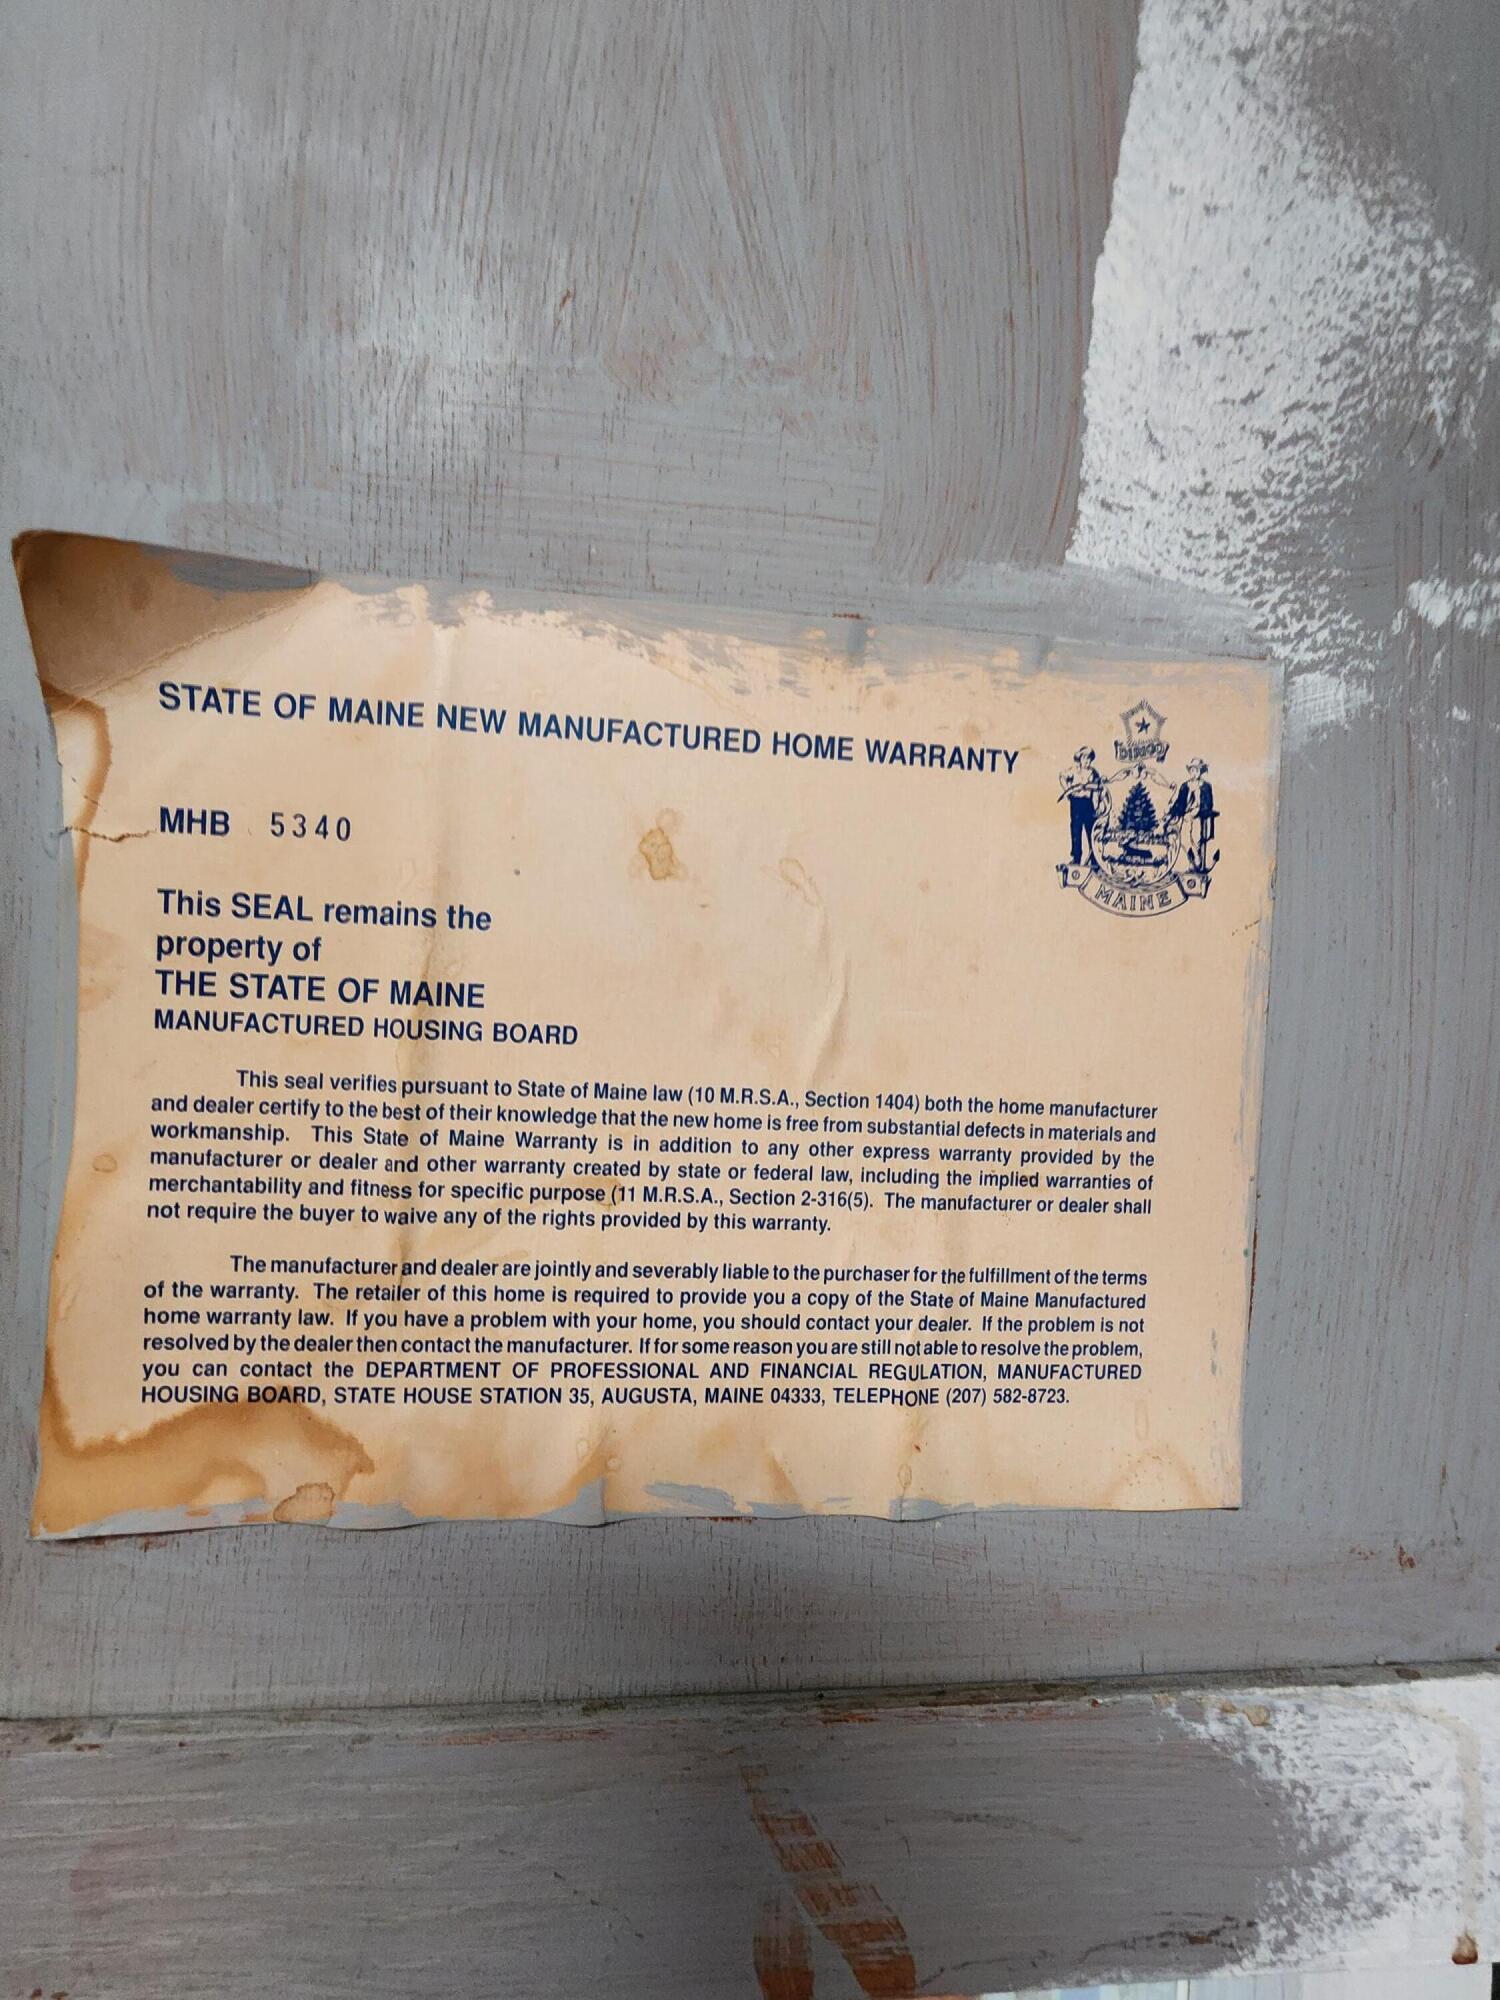 STATE OF MAINE NEW MANUFACTURED HOME WARRANTY
DIRIGO
MAINE
MHB 5340
This SEAL remains the
property of
THE STATE OF MAINE
MANUFACTURED HOUSING BOARD
This seal verifies pursuant to State of Maine law (10 M.R.S.A., Section 1404) both the home manufacturer
and dealer certify to the best of their knowledge that the new home is free from substantial defects in materials and
workmanship. This State of Maine Warranty is in addition to any other express warranty provided by the
manufacturer or dealer and other warranty created by state or federal law, including the implied warranties of
merchantability and fitness for specific purpose (11 M.R.S.A., Section 2-316(5). The manufacturer or dealer shall
not require the buyer to waive any of the rights provided by this warranty.
The manufacturer and dealer are jointly and severably liable to the purchaser for the fulfillment of the terms
of the warranty. The retailer of this home is required to provide you a copy of the State of Maine Manufactured
home warranty law. If you have a problem with your home, you should contact your dealer. If the problem is not
resolved by the dealer then contact the manufacturer. If for some reason you are still not able to resolve the problem,
you can contact the DEPARTMENT OF PROFESSIONAL AND FINANCIAL REGULATION, MANUFACTURED
HOUSING BOARD, STATE HOUSE STATION 35, AUGUSTA, MAINE 04333, TELEPHONE (207) 582-8723.